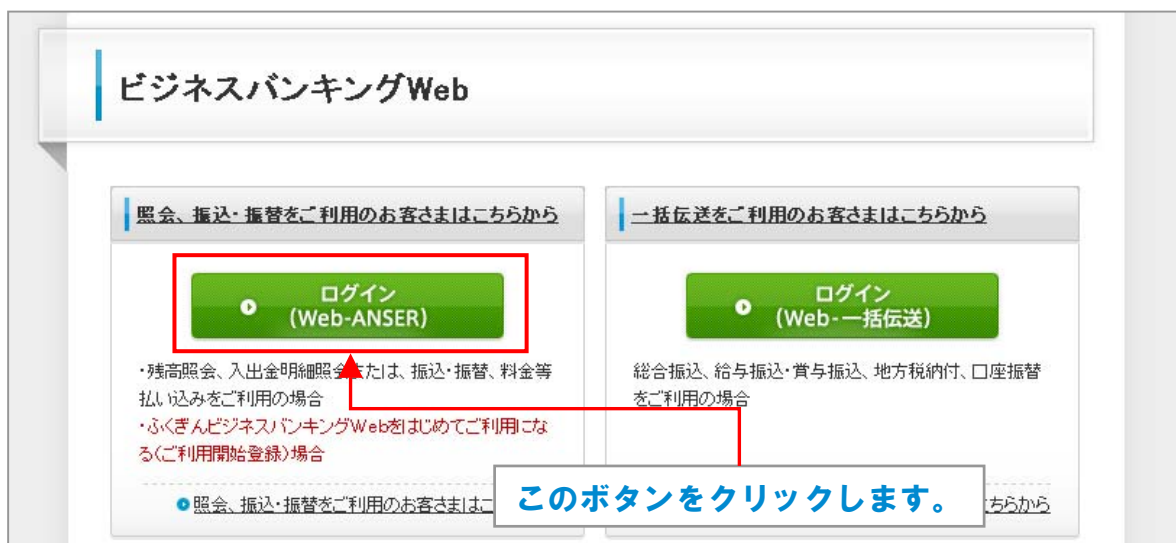 ビジネスバンキングWeb
照会、振込・振替をご利用のお客さまはこちらから
ログイン
(Web-ANSER)
・残高照会、入出金明細照会または、振込・振替、料金等
払い込みをご利用の場合
・ふくぎんビジネスバンキングWebをはじめてご利用にな
る(ご利用開始登録)場合
照会、振込・振替をご利用のお客さまはこ
一括伝送をご利用のお客さまはこちらから
ログイン
(Web-一括伝送)
総合振込、給与振込・賞与振込、地方税納付、口座振替
をご利用の場合
ちらから
このボタンをクリックします。